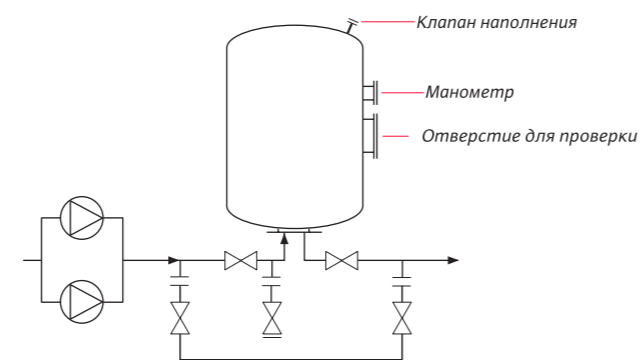 Клапан наполнения
Манометр
Отверстие для проверки